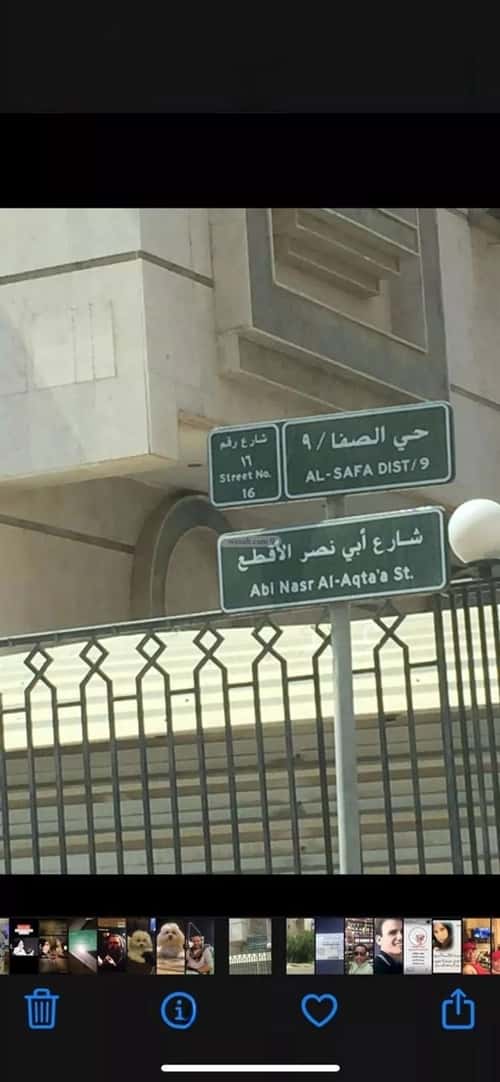 شارع رقم
١٦
Street No.
16
حي الصفا/٩
AL-SAFA DIST/9
شارع أبي نصر الأقطع
Abi Nasr Al-Aqta'a St.